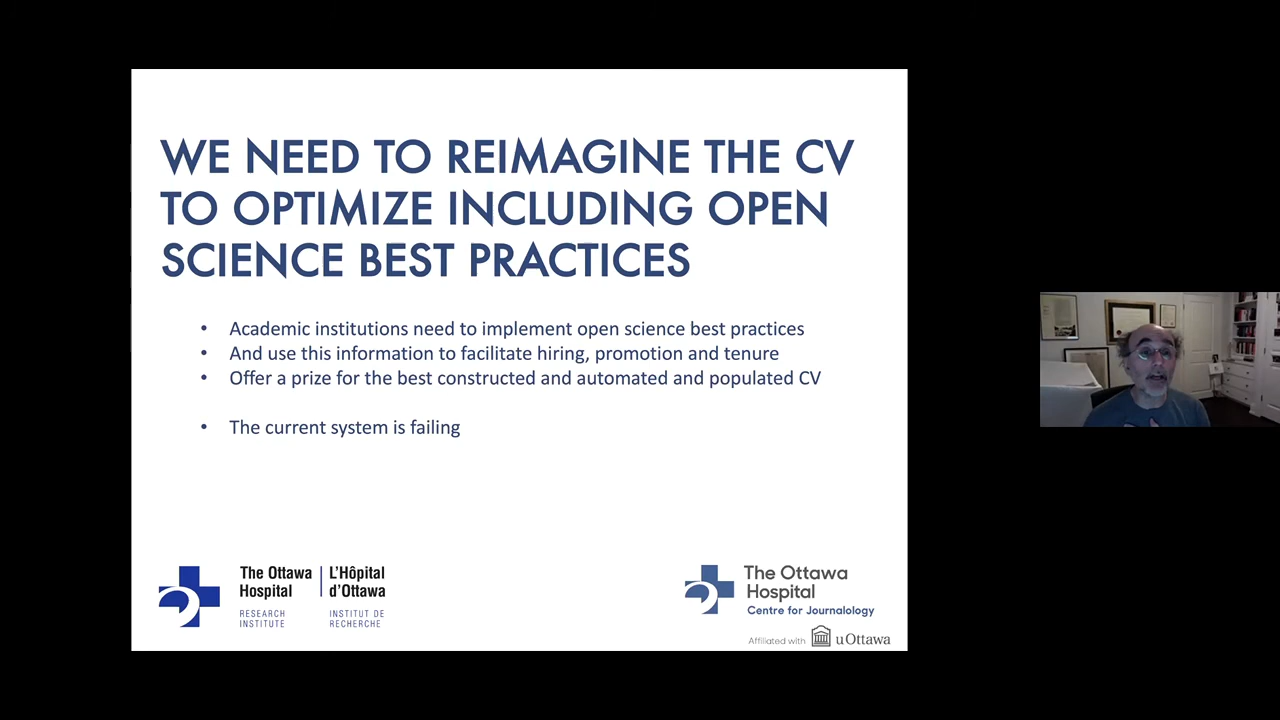 WE NEED TO REIMAGINE THE CV
TO OPTIMIZE INCLUDING OPEN
SCIENCE BEST PRACTICES
• Academic institutions need to implement open science best practices
• And use this information to facilitate hiring, promotion and tenure
• Offer a prize for the best constructed and automated and populated CV
• The current system is failing
The Ottawa
Hospital
RESEARCH
INSTITUTE
L'Hôpital
d'Ottawa
INSTITUT DE
RECHERCHE
The Ottawa
Hospital
Centre for Journalology
Affiliated with uOttawa